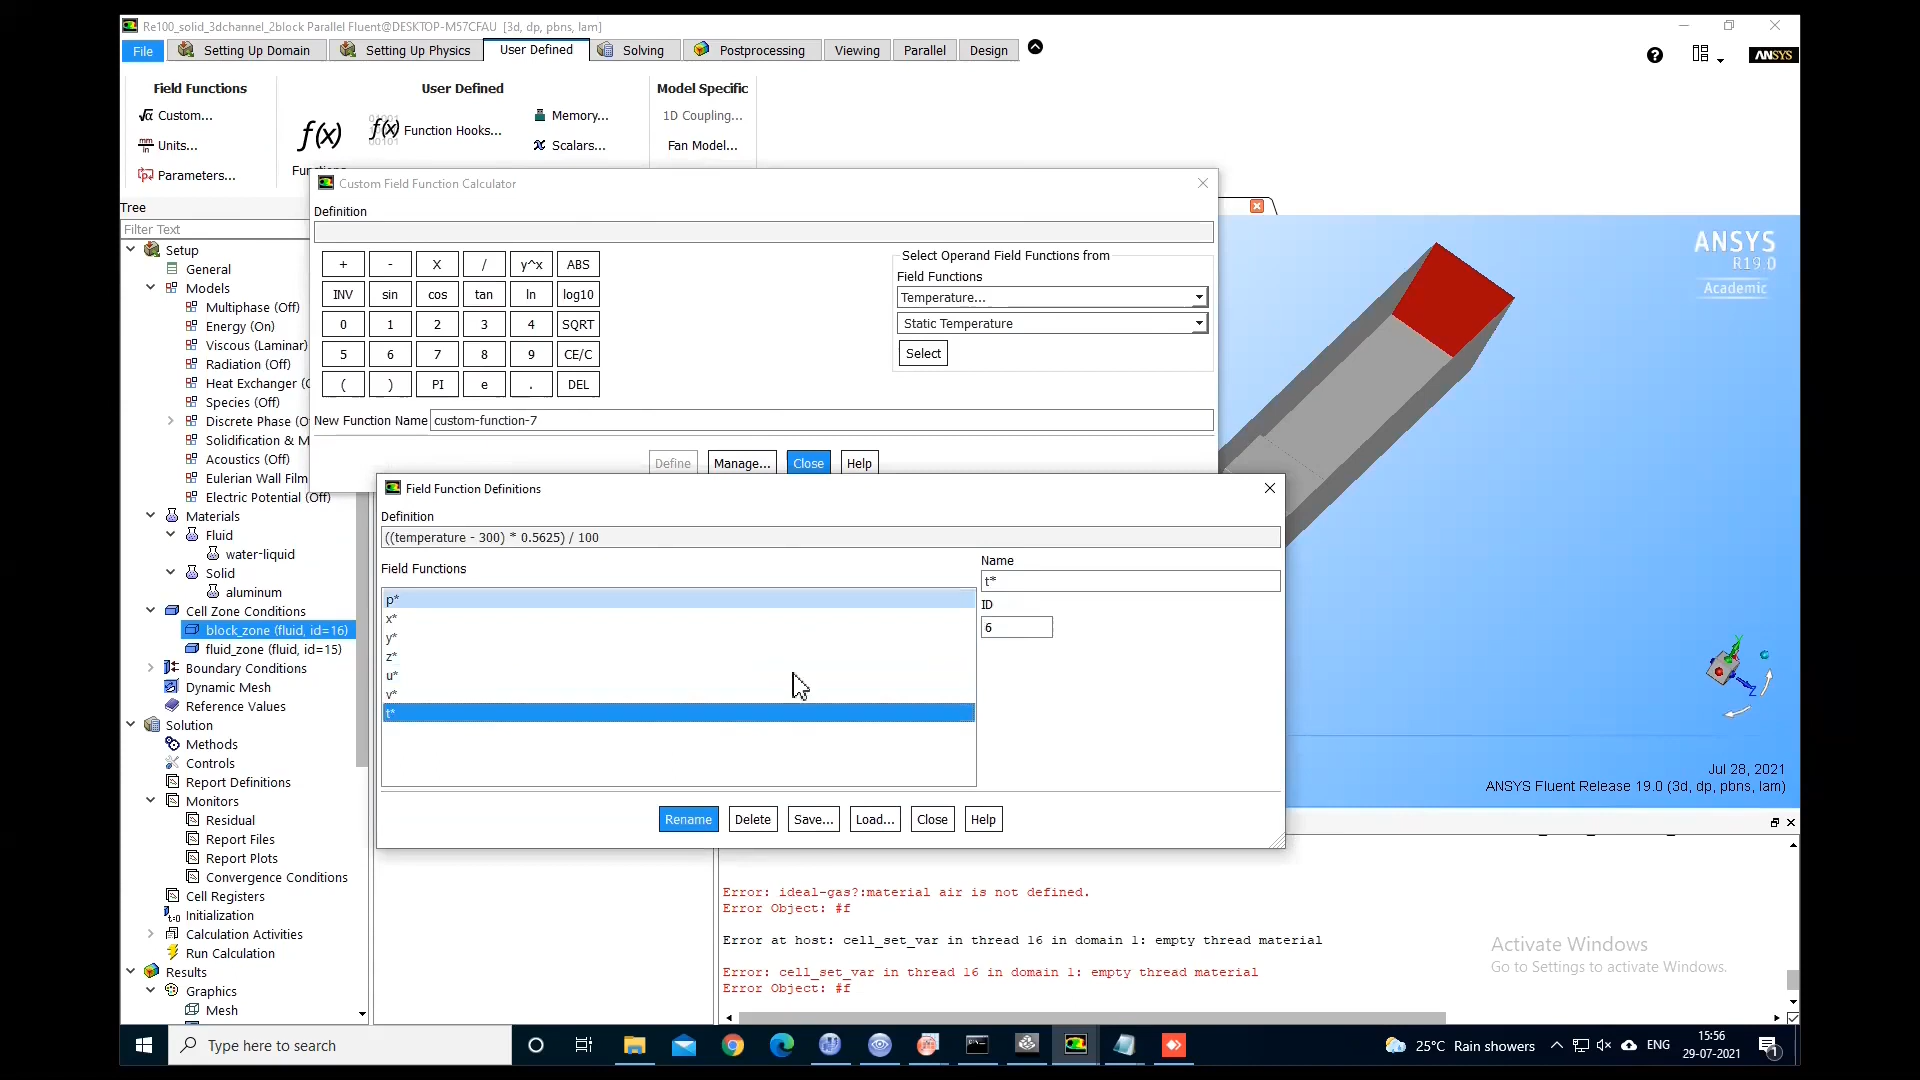 Re100_solid_3dchannel_2block Parallel Fluent@DESKTOP-M57CFAU [3d, dp, pbns, lam]
File
Setting Up Domain
Setting Up Physics
User Defined
Solving
Postprocessing
Viewing
Parallel
Design
ANSYS
Field Functions
User Defined
Model Specific
Custom...
Units...
Parameters...
f(x)
f(x) Function Hooks...
Memory...
Scalars...
1D Coupling...
Fan Model...
Tree
Filter Text
Setup
General
Models
Multiphase (Off)
Energy (On)
Viscous (Laminar)
Radiation (Off)
Heat Exchanger (
Species (Off)
Discrete Phase (O
Solidification & M
Acoustics (Off)
Eulerian Wall Film
Electric Potential (Off)
Materials
Fluid
water-liquid
Solid
aluminum
Cell Zone Conditions
block_zone (fluid, id=16)
fluid_zone (fluid, id=15)
Boundary Conditions
Dynamic Mesh
Reference Values
Solution
Methods
Controls
Report Definitions
Monitors
Residual
Report Files
Report Plots
Convergence Conditions
Cell Registers
Initialization
Calculation Activities
Run Calculation
Results
Graphics
Mesh
Custom Field Function Calculator
Definition
+ - X / y^x ABS
INV sin cos tan ln log10
0 1 2 3 4 SQRT
5 6 7 8 9 CE/C
( ) PI e . DEL
Select Operand Field Functions from
Field Functions
Temperature...
Static Temperature
Select
New Function Name custom-function-7
Define Manage... Close Help
Field Function Definitions
Definition
((temperature - 300) * 0.5625) / 100
Field Functions
p*
x*
y*
z*
u*
v*
t*
Name
t*
ID
6
Rename Delete Save... Load... Close Help
ANSYS
R19.0
Academic
Y
Z
Jul 28, 2021
ANSYS Fluent Release 19.0 (3d, dp, pbns, lam)
Error: ideal-gas?:material air is not defined.
Error Object: #f
Error at host: cell_set_var in thread 16 in domain 1: empty thread material
Error: cell_set_var in thread 16 in domain 1: empty thread material
Error Object: #f
Activate Windows
Go to Settings to activate Windows.
Type here to search
25°C Rain showers
ENG
15:56
29-07-2021
1